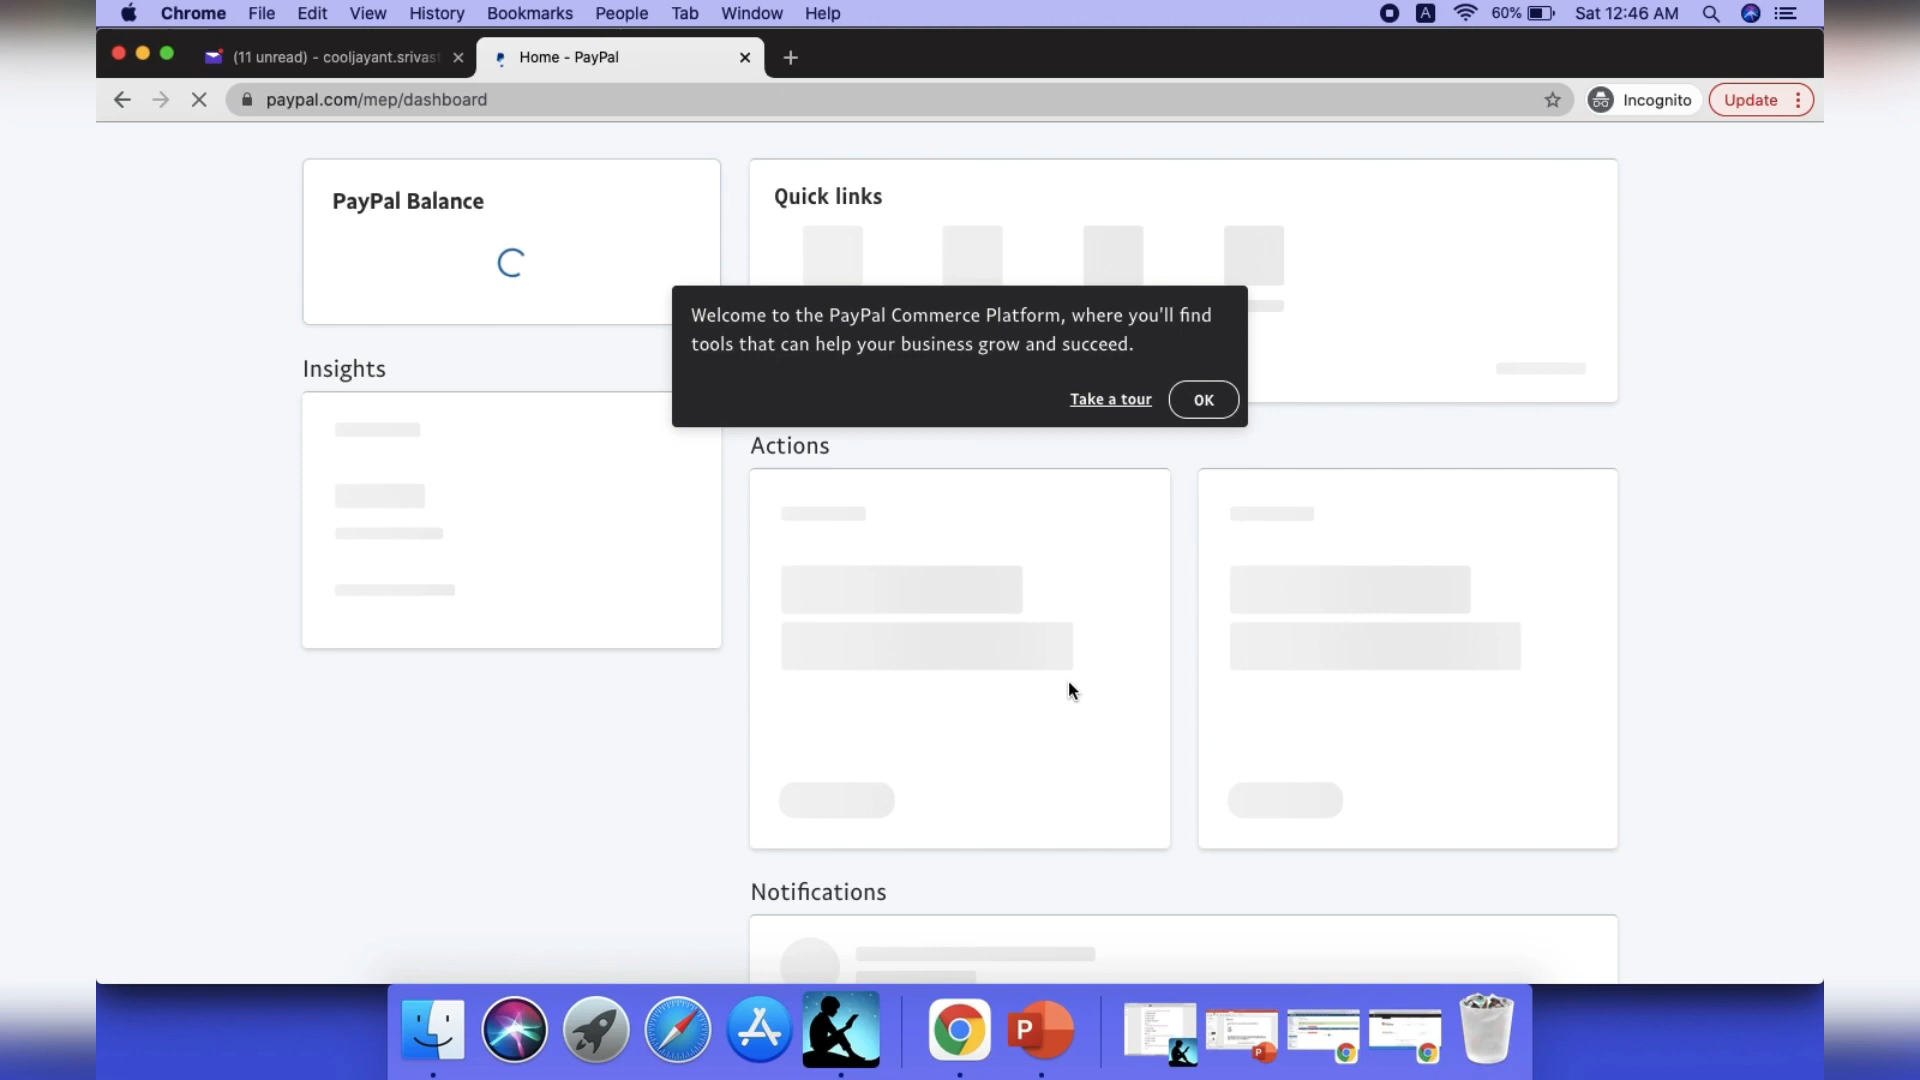 Chrome File Edit View History Bookmarks People Tab Window Help
A 60% Sat 12:46 AM
(11 unread) - cooljayant.srivas
Home - PayPal
paypal.com/mep/dashboard
Incognito
Update
PayPal Balance
Quick links
Welcome to the PayPal Commerce Platform, where you'll find
tools that can help your business grow and succeed.
Take a tour OK
Insights
Actions
Notifications
P
P